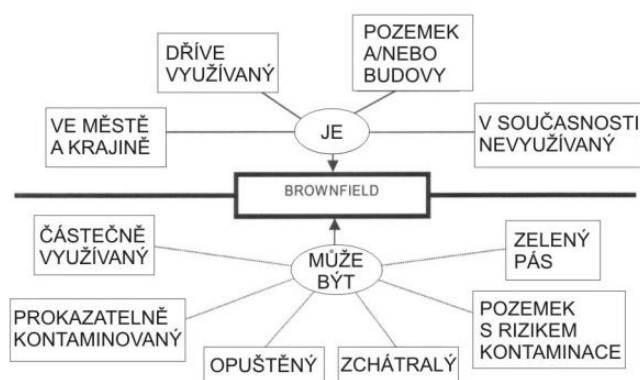 DŘÍVE
VYUŽÍVANÝ
POZEMEK
A/NEBO
BUDOVY
VE MĚSTĚ
A KRAJINĚ
JE
V SOUČASNOSTI
NEVYUŽÍVANÝ
BROWNFIELD
ČÁSTEČNĚ
VYUŽÍVANÝ
MŮŽE
BÝT
ZELENÝ
PÁS
PROKAZATELNĚ
KONTAMINOVANÝ
OPUŠTĚNÝ
ZCHÁTRALÝ
POZEMEK
S RIZIKEM
KONTAMINACE